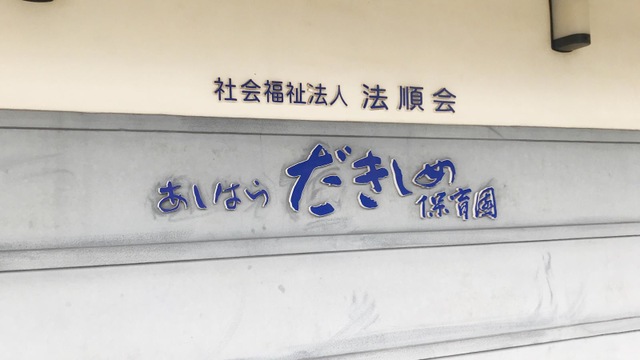 社会福祉法人 法順会
あしはら だきしめ 保育園